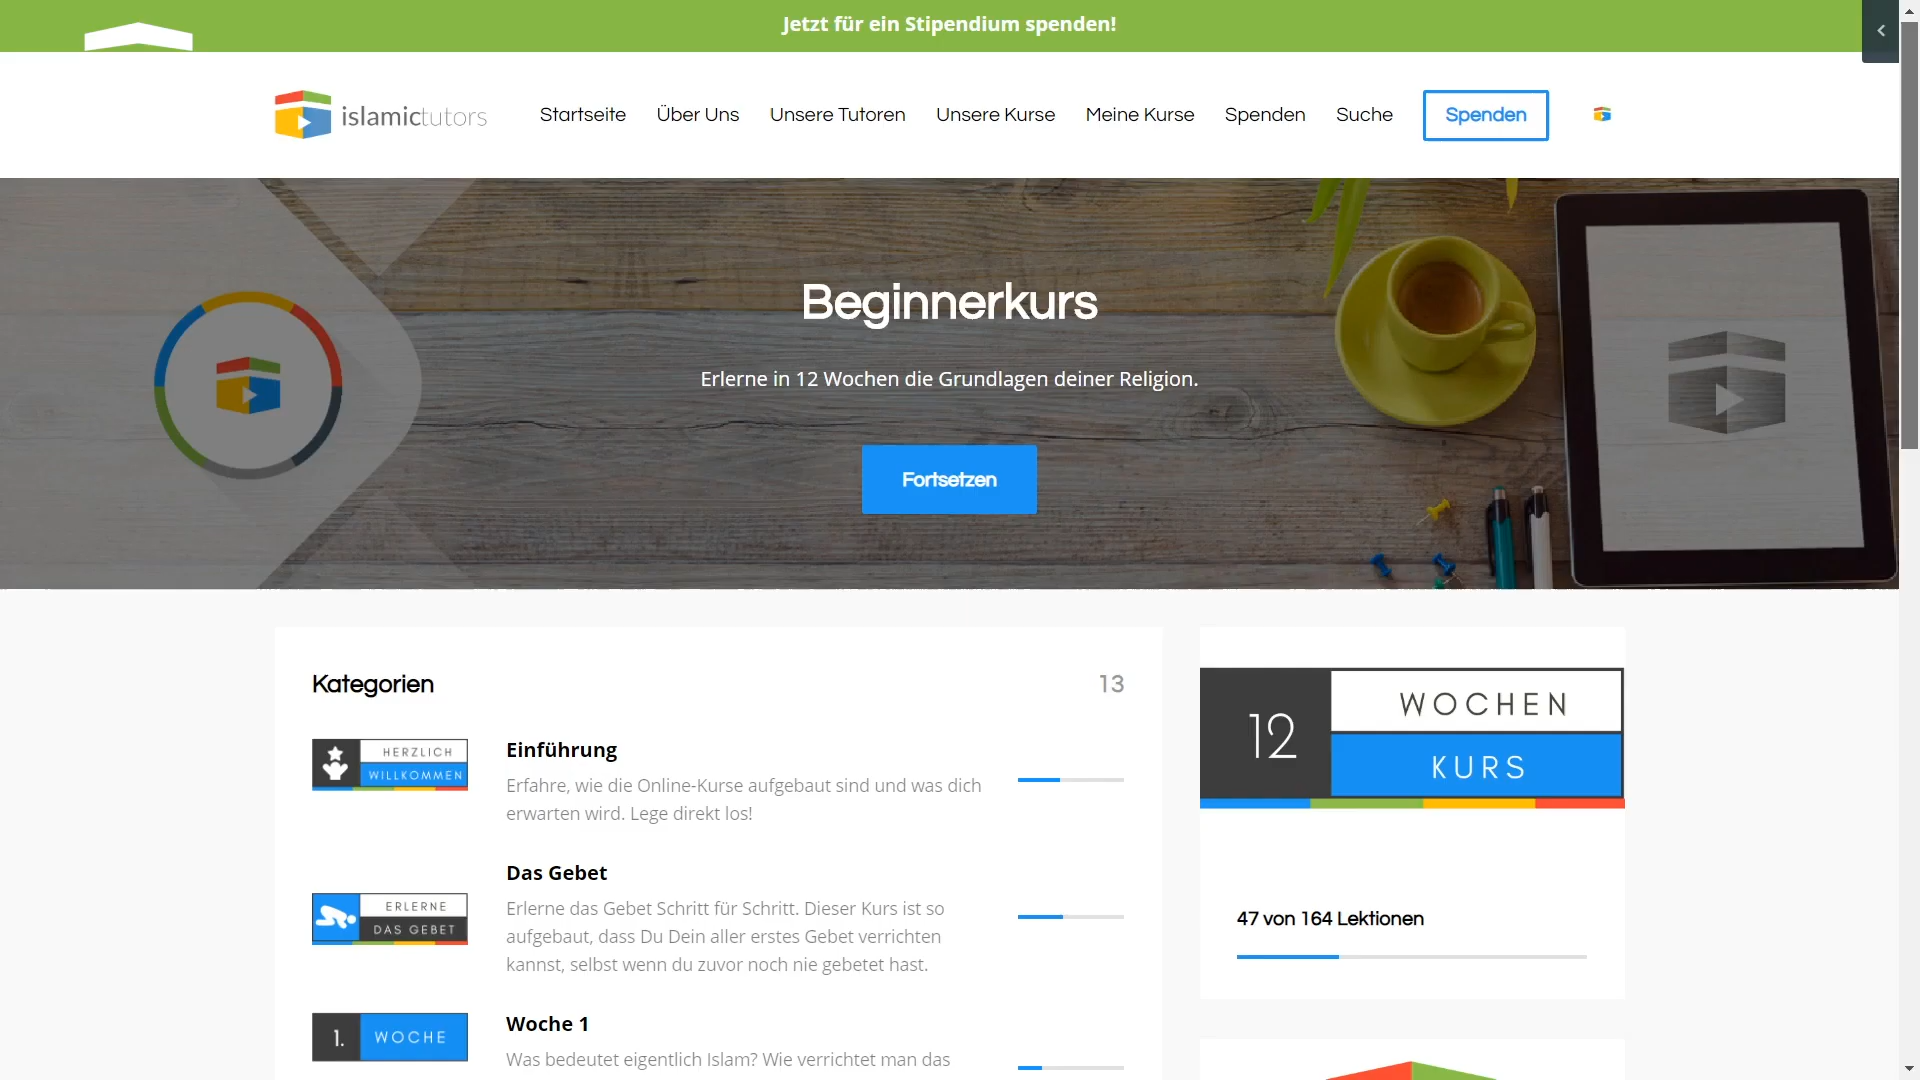 Jetzt für ein Stipendium spenden!
islamictutors
Startseite
Über Uns
Unsere Tutoren
Unsere Kurse
Meine Kurse
Spenden
Suche
Spenden
Beginnerkurs
Erlerne in 12 Wochen die Grundlagen deiner Religion.
Fortsetzen
Kategorien
13
HERZLICH
WILLKOMMEN
Einführung
Erfahre, wie die Online-Kurse aufgebaut sind und was dich
erwarten wird. Lege direkt los!
ERLERNE
DAS GEBET
Das Gebet
Erlerne das Gebet Schritt für Schritt. Dieser Kurs ist so
aufgebaut, dass Du Dein aller erstes Gebet verrichten
kannst, selbst wenn du zuvor noch nie gebetet hast.
1. WOCHE
Woche 1
Was bedeutet eigentlich Islam? Wie verrichtet man das
12
WOCHEN
KURS
47 von 164 Lektionen